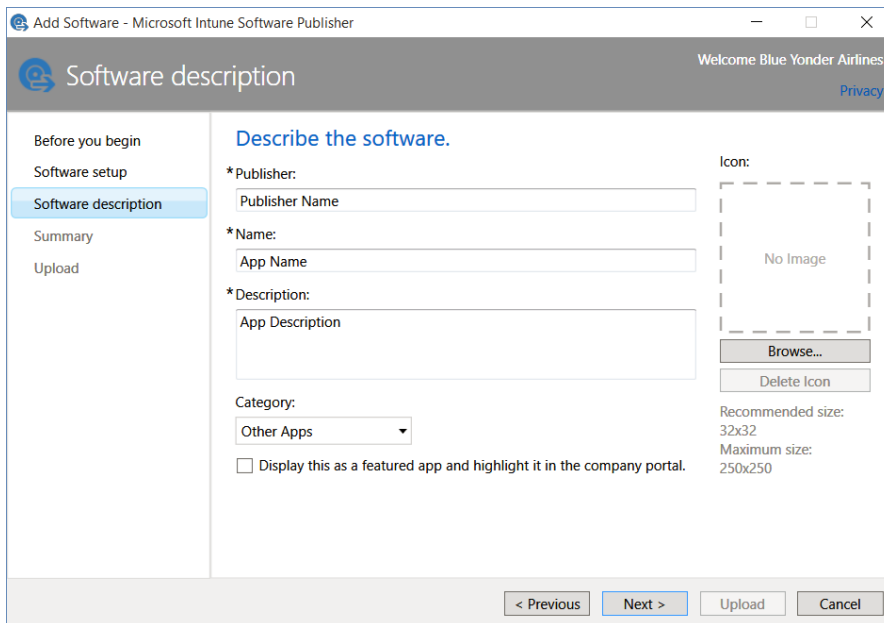 Add Software - Microsoft Intune Software Publisher
Software description
Welcome Blue Yonder Airlines
Privacy
Before you begin
Software setup
Software description
Summary
Upload
Describe the software.
*Publisher:
Publisher Name
*Name:
App Name
*Description:
App Description
Category:
Other Apps
Display this as a featured app and highlight it in the company portal.
Icon:
No Image
Browse...
Delete Icon
Recommended size:
32x32
Maximum size:
250x250
< Previous
Next >
Upload
Cancel